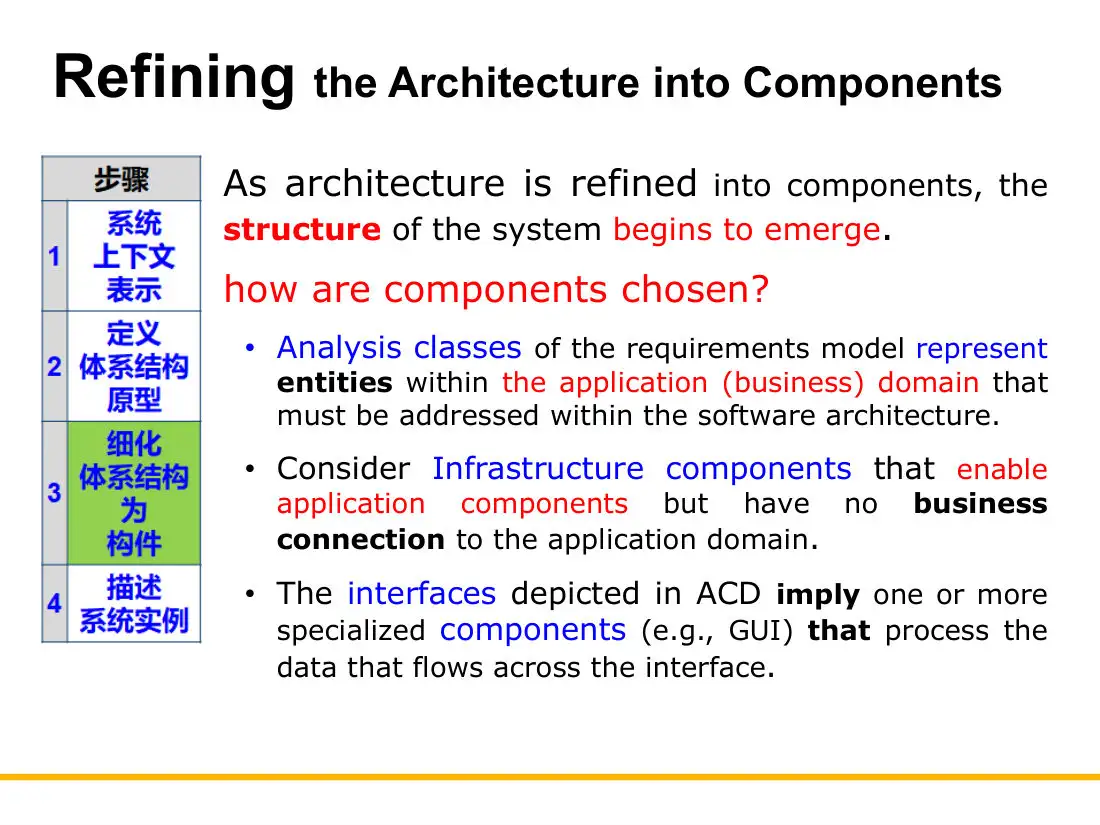 Refining the Architecture into Components
步骤
1
系统
上下文
表示
2
定义
体系结构
原型
3
细化
体系结构
为
构件
4
描述
系统实例
As architecture is refined into components, the
structure of the system begins to emerge.
how are components chosen?
• Analysis classes of the requirements model represent
entities within the application (business) domain that
must be addressed within the software architecture.
• Consider Infrastructure components that enable
application components but have no business
connection to the application domain.
• The interfaces depicted in ACD imply one or more
specialized components (e.g., GUI) that process the
data that flows across the interface.